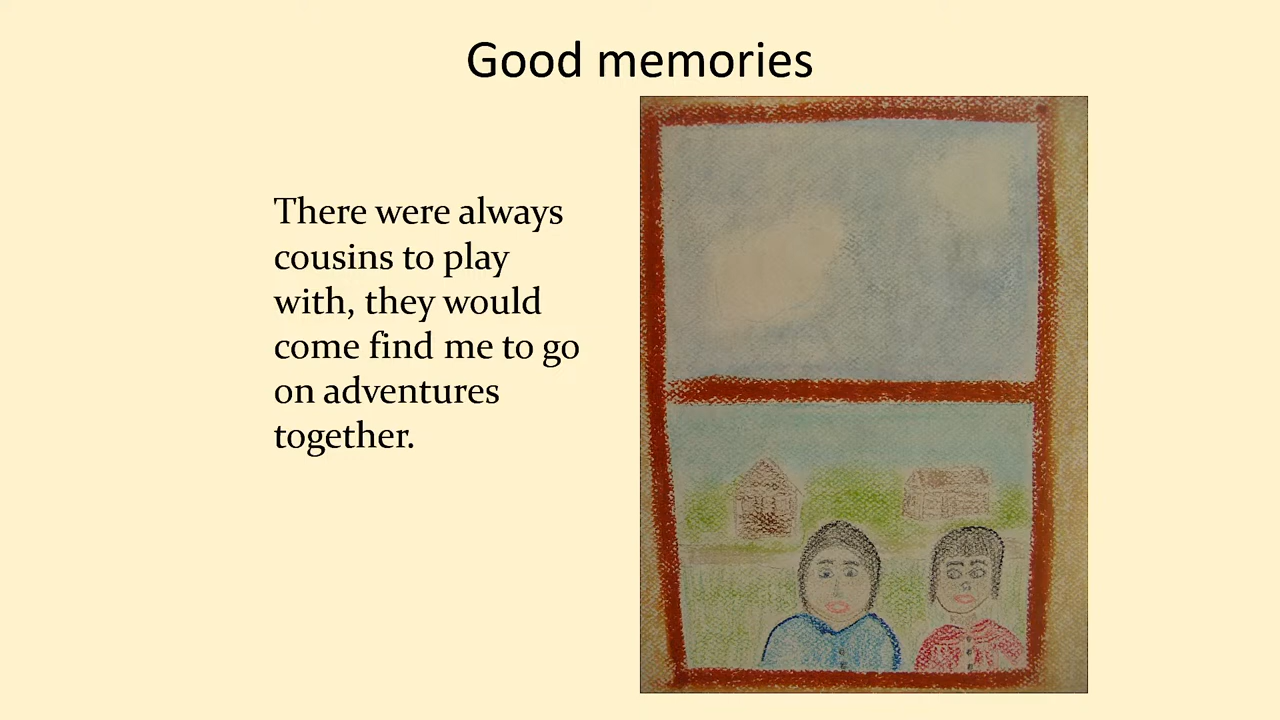 Good memories
There were always
cousins to play
with, they would
come find me to go
on adventures
together.